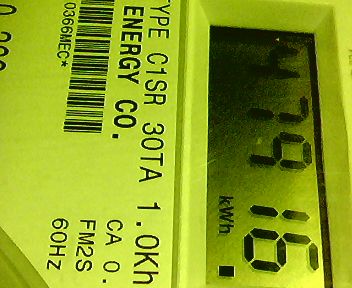 47916
kWh
TYPE C1SR 30TA 1.0Kh
ENERGY CO.
CA 0.
FM2S
60Hz
0366MEC*